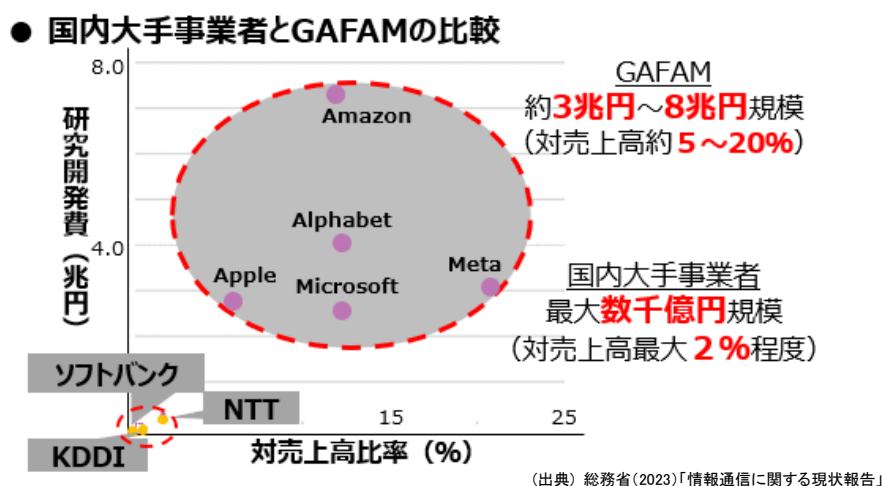 ● 国内大手事業者とGAFAMの比較
8.0
研究開発費(兆円)
4.0
Amazon
Alphabet
Apple
Microsoft
Meta
GAFAM
約3兆円~8兆円規模
(対売上高約5~20%)
国内大手事業者
最大数千億円規模
(対売上高最大2%程度)
ソフトバンク
NTT
KDDI
15
25
対売上高比率(%)
(出典)総務省(2023)「情報通信に関する現状報告」